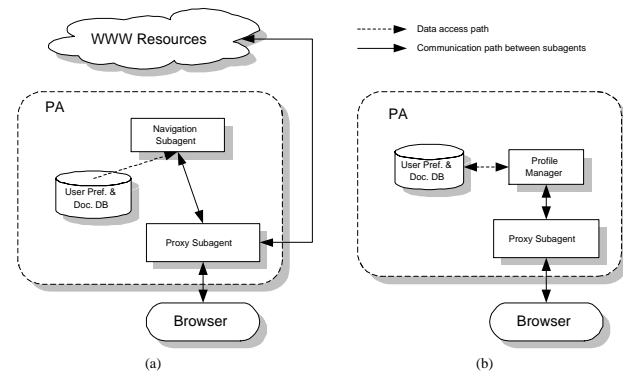 WWW Resources
Data access path
Communication path between subagents
PA
Navigation
Subagent
User Pref. &
Doc. DB
Proxy Subagent
Browser
(a)
PA
User Pref. &
Doc. DB
Profile
Manager
Proxy Subagent
Browser
(b)